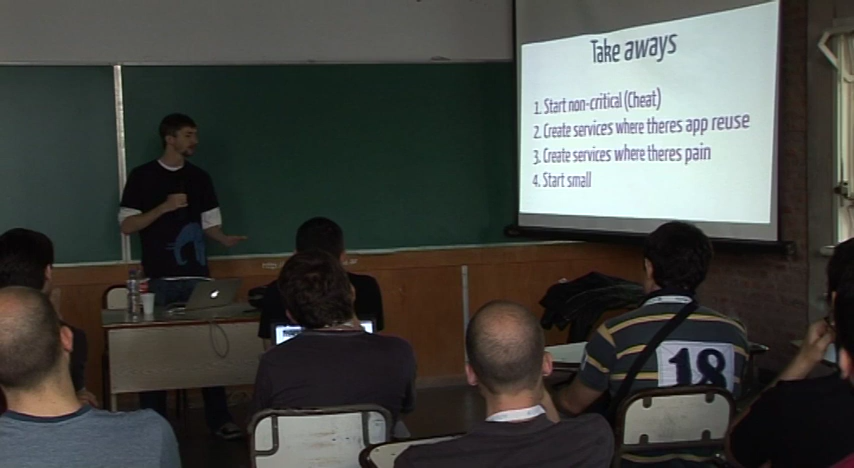 Take aways
1. Start non-critical (Cheat)
2. Create services where theres app reuse
3. Create services where theres pain
4. Start small
18